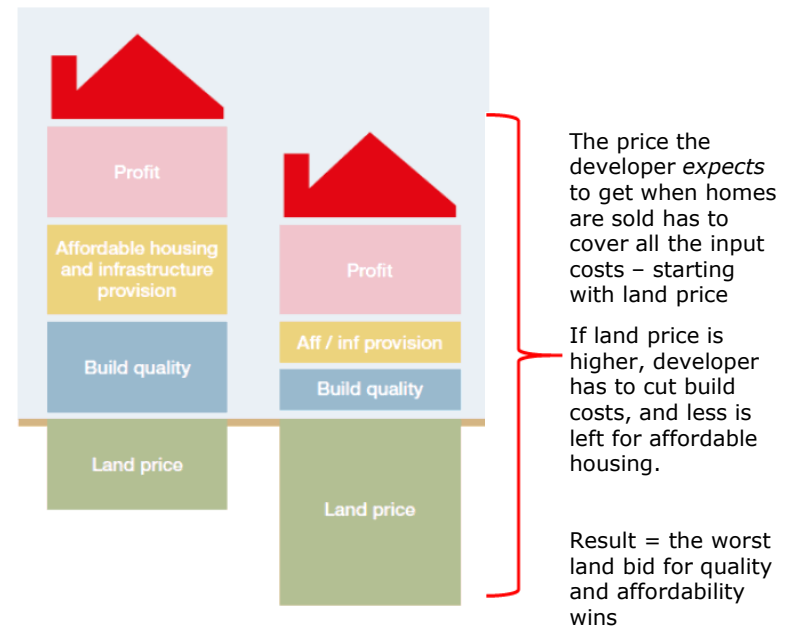 Profit
Affordable housing
and infrastructure
provision
Build quality
Land price
Profit
Aff / inf provision
Build quality
Land price
The price the
developer expects
to get when homes
are sold has to
cover all the input
costs – starting
with land price
If land price is
higher, developer
has to cut build
costs, and less is
left for affordable
housing.
Result = the worst
land bid for quality
and affordability
wins